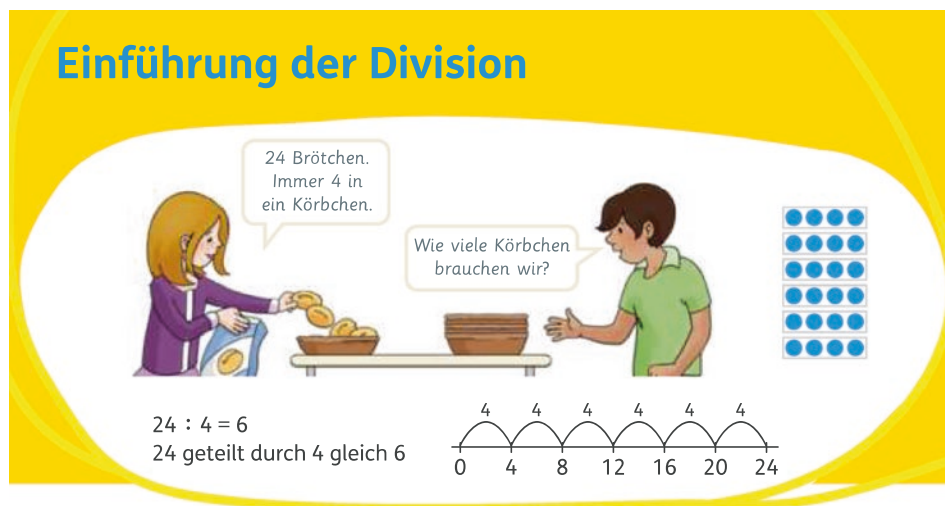 Einführung der Division
24 Brötchen.
Immer 4 in
ein Körbchen.
Wie viele Körbchen
brauchen wir?
24 : 4 = 6
24 geteilt durch 4 gleich 6
4 4 4 4 4 4
0 4 8 12 16 20 24